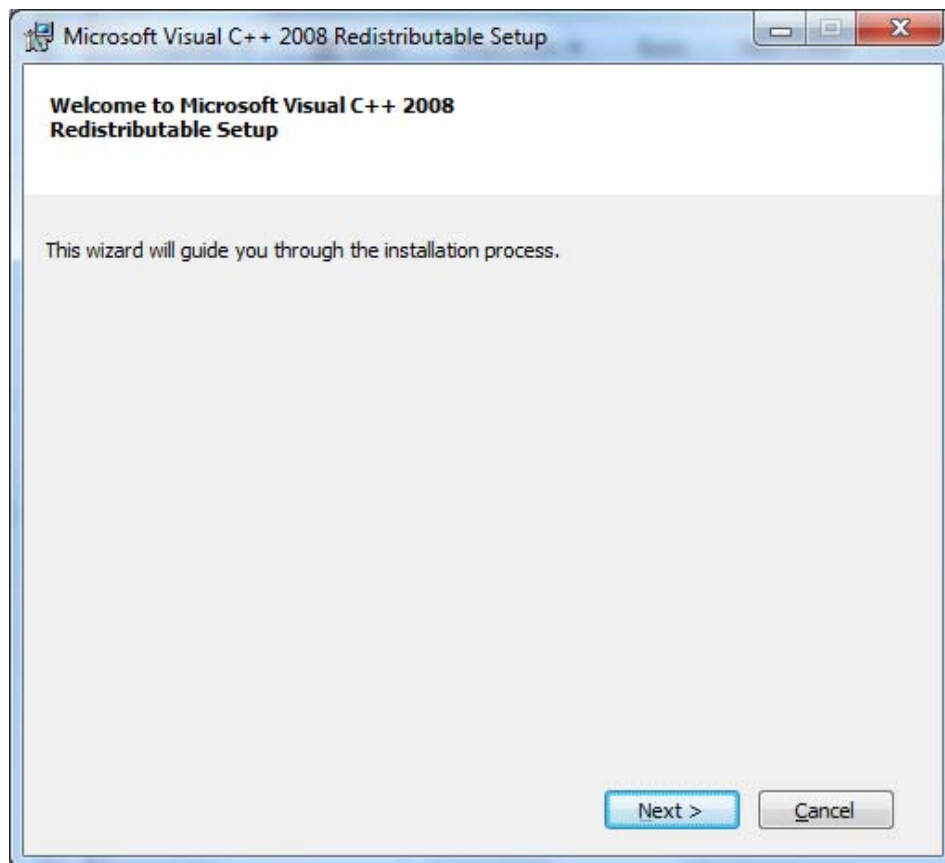 Microsoft Visual C++ 2008 Redistributable Setup
Welcome to Microsoft Visual C++ 2008
Redistributable Setup
This wizard will guide you through the installation process.
Next >
Cancel